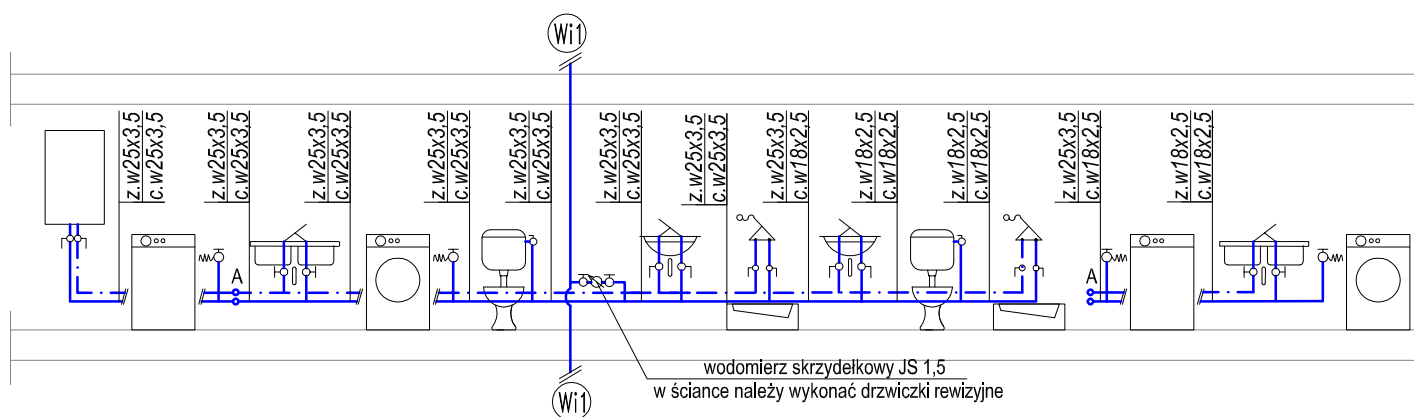 Wi1
z.w25x3,5
c.w25x3,5
z.w25x3,5
c.w25x3,5
z.w25x3,5
c.w25x3,5
z.w25x3,5
c.w25x3,5
z.w25x3,5
c.w25x3,5
z.w25x3,5
c.w25x3,5
z.w25x3,5
c.w25x3,5
z.w25x3,5
c.w18x2,5
z.w18x2,5
c.w18x2,5
z.w18x2,5
c.w18x2,5
z.w25x3,5
c.w18x2,5
z.w18x2,5
c.w18x2,5
A
A
wodomierz skrzydełkowy JS 1,5
w ściance należy wykonać drzwiczki rewizyjne
Wi1